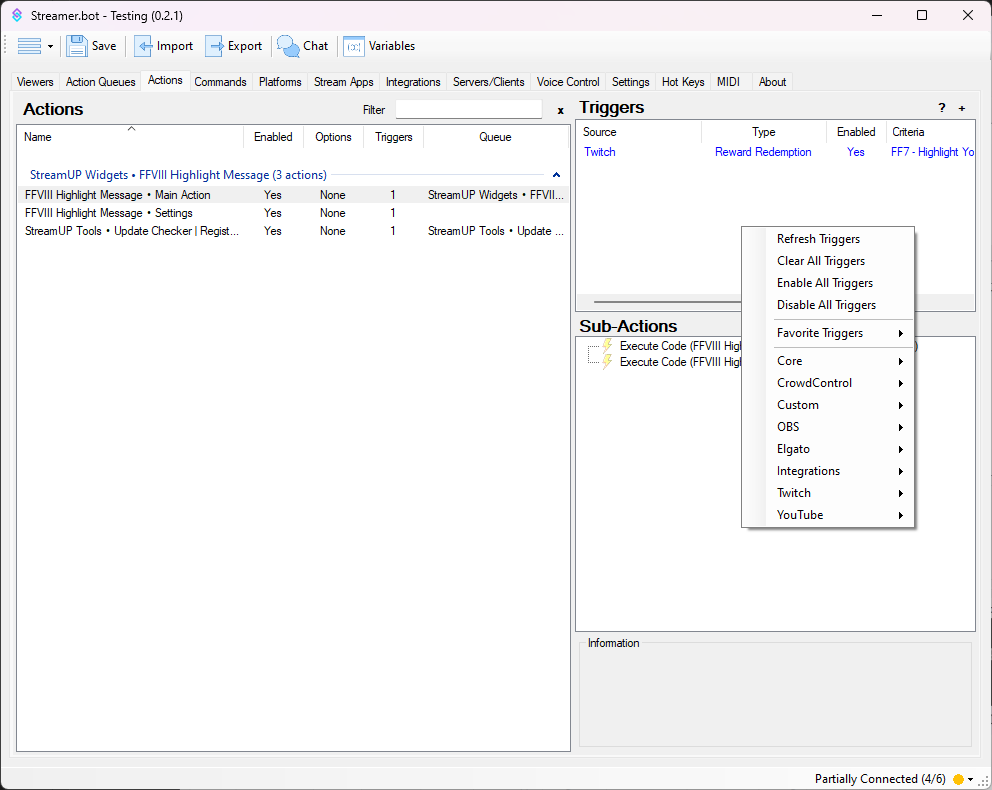 Streamer.bot - Testing (0.2.1)
Save Import Export Chat Variables
Viewers Action Queues Actions Commands Platforms Stream Apps Integrations Servers/Clients Voice Control Settings Hot Keys MIDI About
Actions Filter x
Name Enabled Options Triggers Queue
StreamUP Widgets • FFVIII Highlight Message (3 actions)
FFVIII Highlight Message • Main Action Yes None 1 StreamUP Widgets • FFVII...
FFVIII Highlight Message • Settings Yes None 1
StreamUP Tools • Update Checker | Regist... Yes None 1 StreamUP Tools • Update ...
Triggers ? +
Source Type Enabled Criteria
Twitch Reward Redemption Yes FF7 - Highlight Yo
Sub-Actions
Execute Code (FFVIII Highl
Execute Code (FFVIII Highl
Refresh Triggers
Clear All Triggers
Enable All Triggers
Disable All Triggers
Favorite Triggers
Core
CrowdControl
Custom
OBS
Elgato
Integrations
Twitch
YouTube
Information
Partially Connected (4/6)